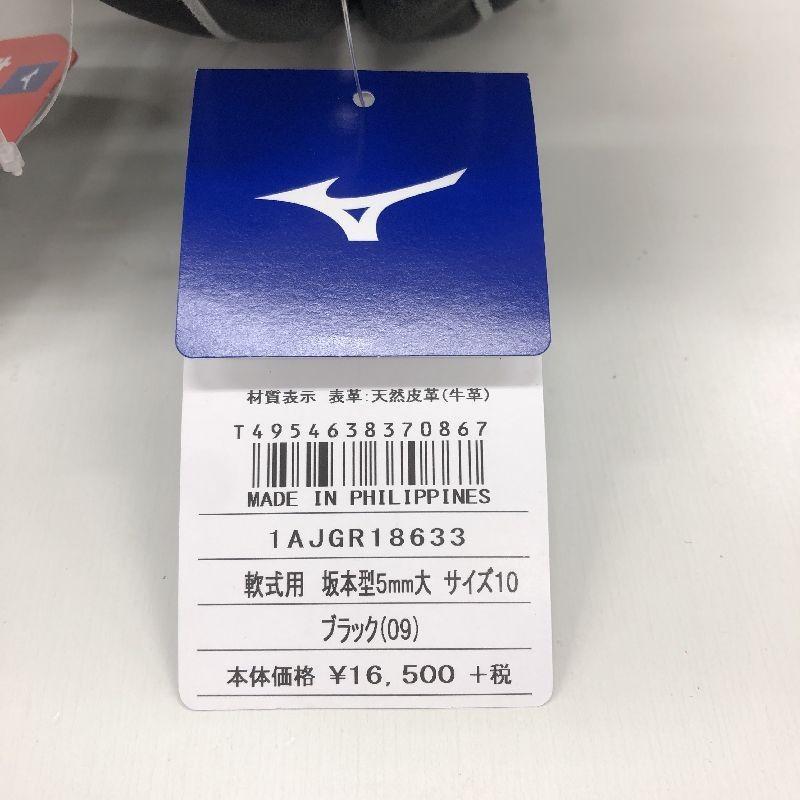 材質表示 表革:天然皮革(牛革)
T4954638370867
MADE IN PHILIPPINES
1AJGR18633
軟式用 坂本型5mm大 サイズ10
ブラック(09)
本体価格 ¥16,500 +税